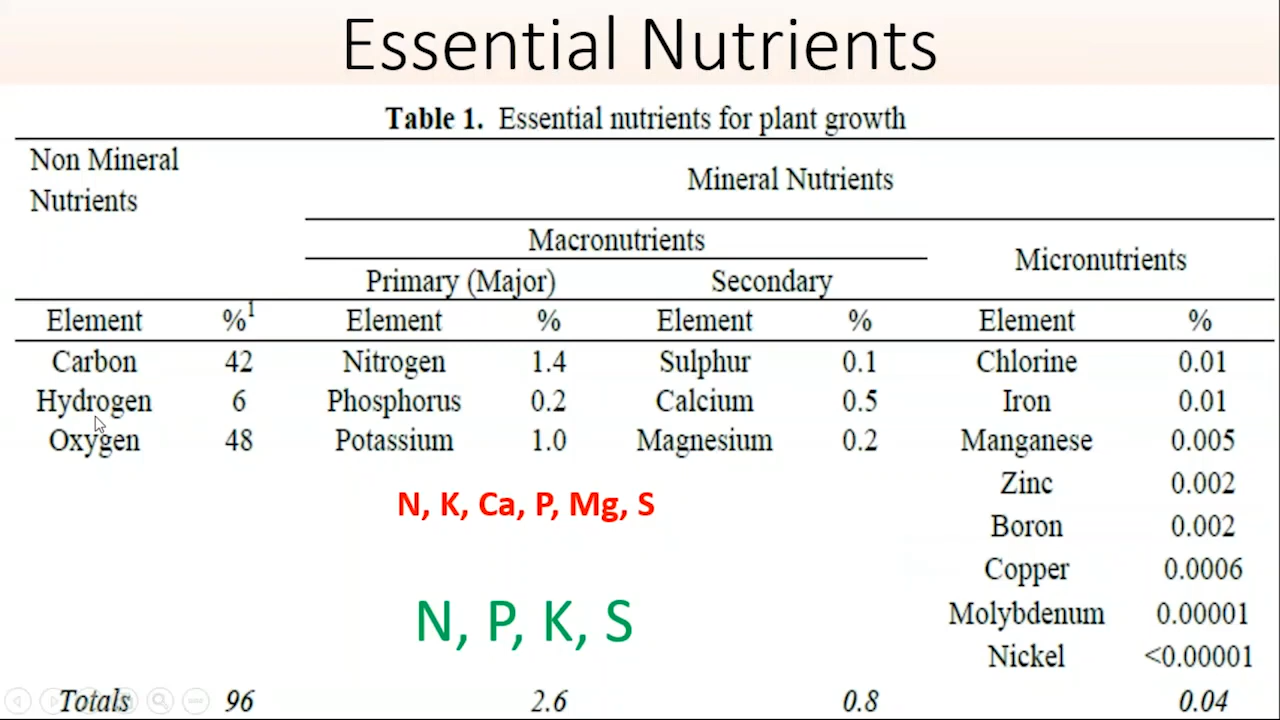 Essential Nutrients
Table 1. Essential nutrients for plant growth
Non Mineral
Nutrients
Mineral Nutrients
Macronutrients
Micronutrients
Primary (Major) Secondary
Element %1 Element % Element % Element %
Carbon 42 Nitrogen 1.4 Sulphur 0.1 Chlorine 0.01
Hydrogen 6 Phosphorus 0.2 Calcium 0.5 Iron 0.01
Oxygen 48 Potassium 1.0 Magnesium 0.2 Manganese 0.005
Zinc 0.002
N, K, Ca, P, Mg, S
Boron 0.002
Copper 0.0006
N, P, K, S
Molybdenum 0.00001
Nickel <0.00001
Totals 96 2.6 0.8 0.04